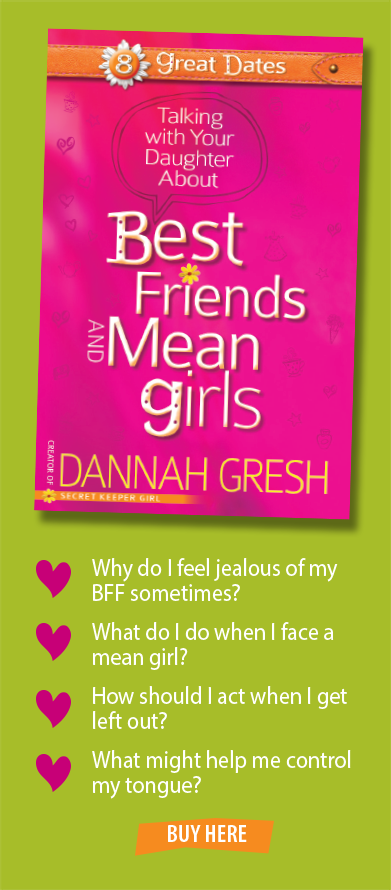 8 Great Dates
Talking
with Your
Daughter
About
Best
Friends
AND
Mean
girls
CREATOR OF
DANNAH GRESH
SECRET KEEPER GIRL
Why do I feel jealous of my
BFF sometimes?
What do I do when I face a
mean girl?
How should I act when I get
left out?
What might help me control
my tongue?
BUY HERE